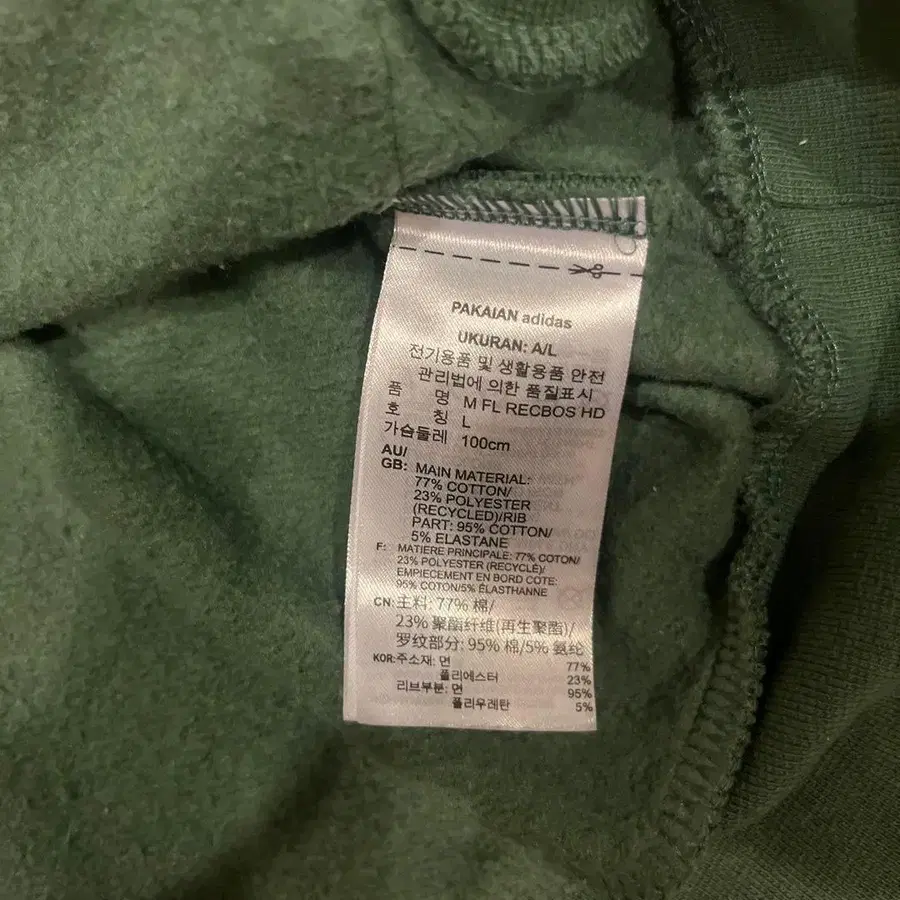 PAKAIAN adidas
UKURAN: A/L
전기용품 및 생활용품 안전
관리법에 의한 품질표시
품 명 M FL RECBOS HD
호 칭 L
가슴둘레 100cm
AU/
GB: MAIN MATERIAL:
77% COTTON/
23% POLYESTER
(RECYCLED)/RIB
PART: 95% COTTON/
5% ELASTANE
F: MATIERE PRINCIPALE: 77% COTON/
23% POLYESTER (RECYCLÉ)/
EMPIECEMENT EN BORD COTE:
95% COTON/5% ÉLASTHANNE
CN: 主料: 77% 棉/
23% 聚酯纤维(再生聚酯)/
罗纹部分: 95% 棉/5% 氨纶
KOR: 주소재: 면 77%
폴리에스터 23%
리브부분: 면 95%
폴리우레탄 5%